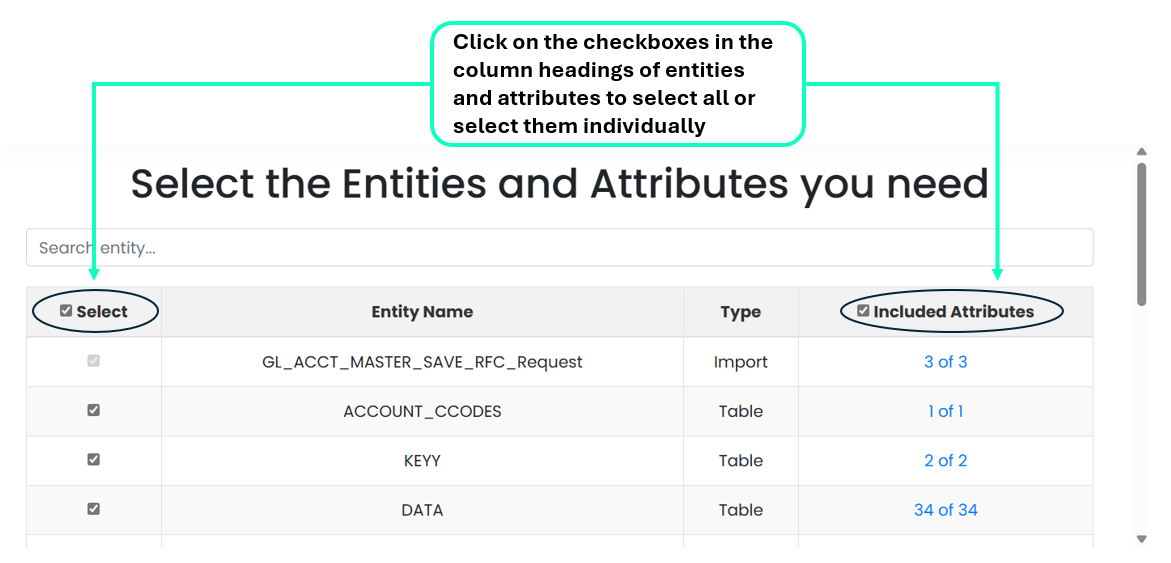 Click on the checkboxes in the
column headings of entities
and attributes to select all or
select them individually
Select the Entities and Attributes you need
Search entity...
Select Entity Name Type Included Attributes
GL_ACCT_MASTER_SAVE_RFC_Request Import 3 of 3
ACCOUNT_CCODES Table 1 of 1
KEYY Table 2 of 2
DATA Table 34 of 34